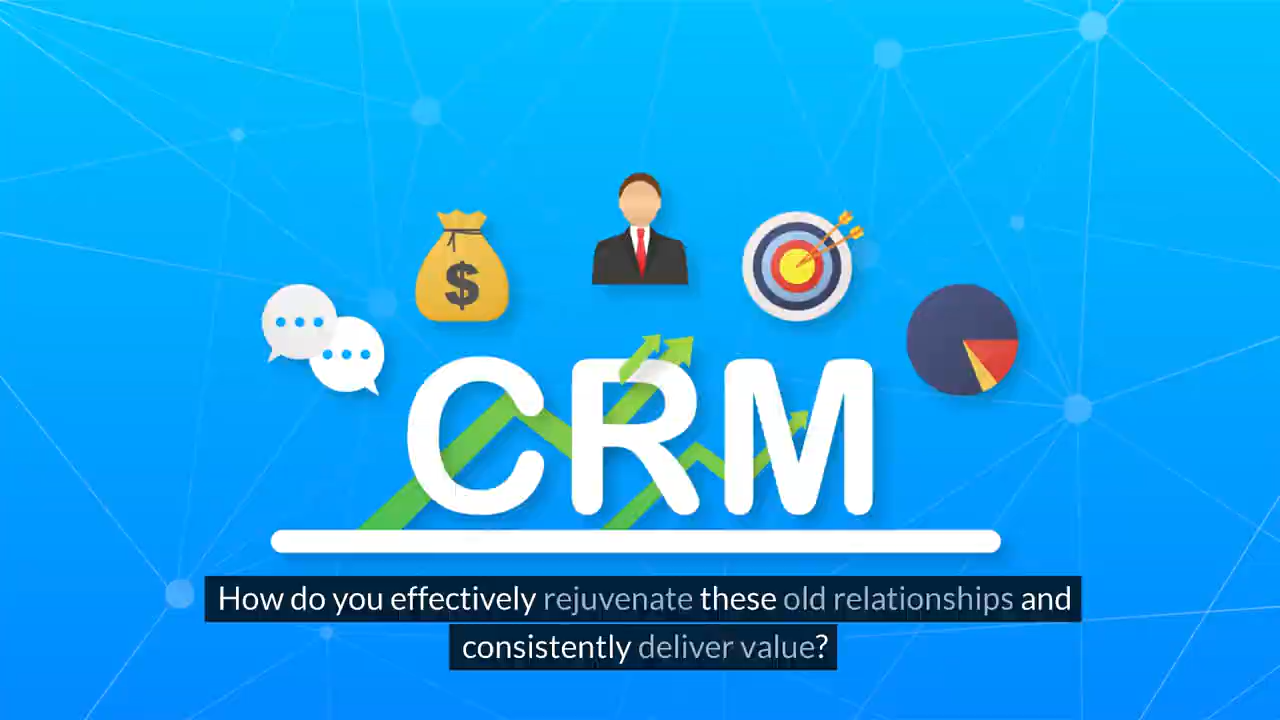 $
CRM
How do you effectively rejuvenate these old relationships and
consistently deliver value?